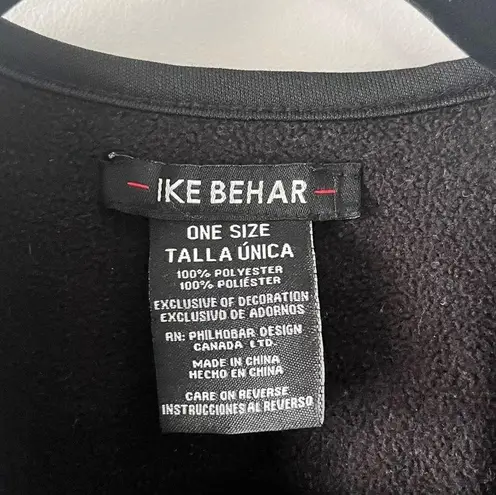 IKE BEHAR
ONE SIZE
TALLA ÚNICA
100% POLYESTER
100% POLIÉSTER
EXCLUSIVE OF DECORATION
EXCLUSIVO DE ADORNOS
RN: PHILHOBAR DESIGN
CANADA LTD.
MADE IN CHINA
HECHO EN CHINA
CARE ON REVERSE
INSTRUCCIONES AL REVERSO